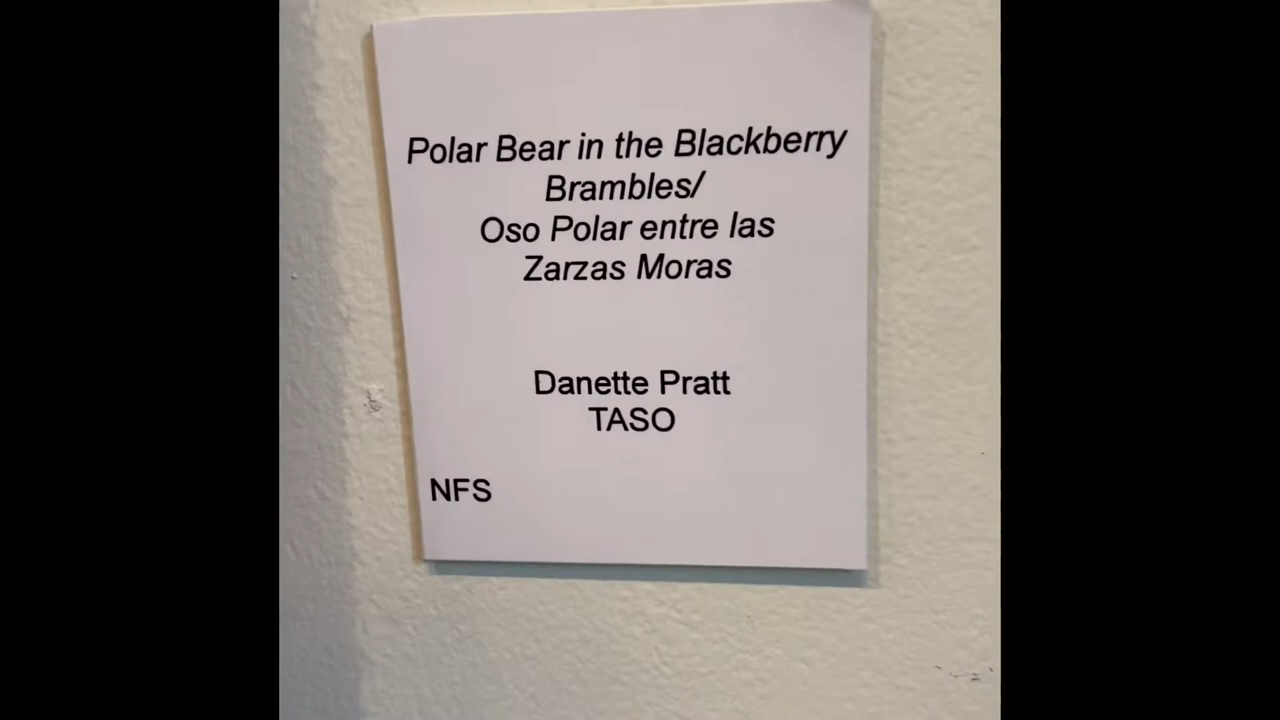 Polar Bear in the Blackberry
Brambles/
Oso Polar entre las
Zarzas Moras
Danette Pratt
TASO
NFS